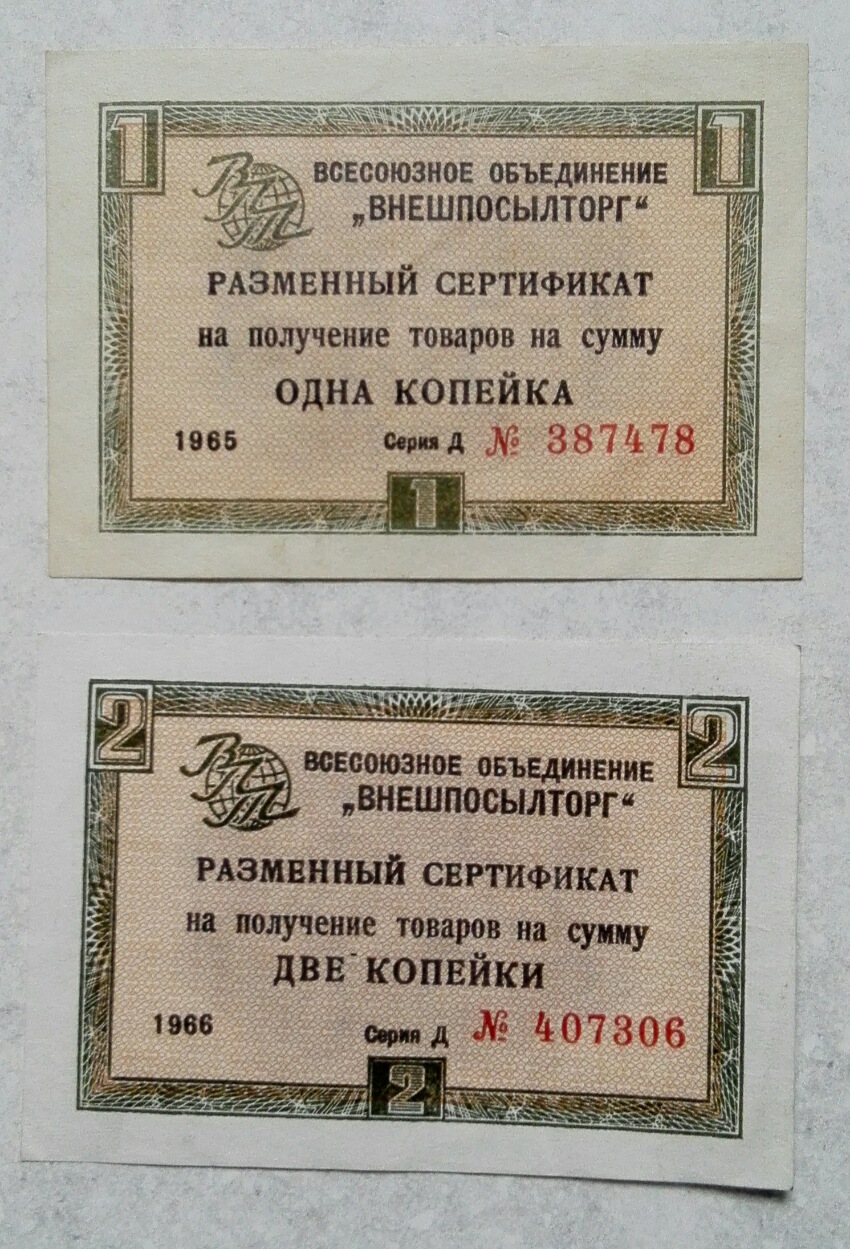 1 1
ВПТ
ВСЕСОЮЗНОЕ ОБЪЕДИНЕНИЕ
„ВНЕШПОСЫЛТОРГ“
РАЗМЕННЫЙ СЕРТИФИКАТ
на получение товаров на сумму
ОДНА КОПЕЙКА
1965 Серия Д № 387478
1
2 2
ВПТ
ВСЕСОЮЗНОЕ ОБЪЕДИНЕНИЕ
„ВНЕШПОСЫЛТОРГ“
РАЗМЕННЫЙ СЕРТИФИКАТ
на получение товаров на сумму
ДВЕ КОПЕЙКИ
1966 Серия Д № 407306
2